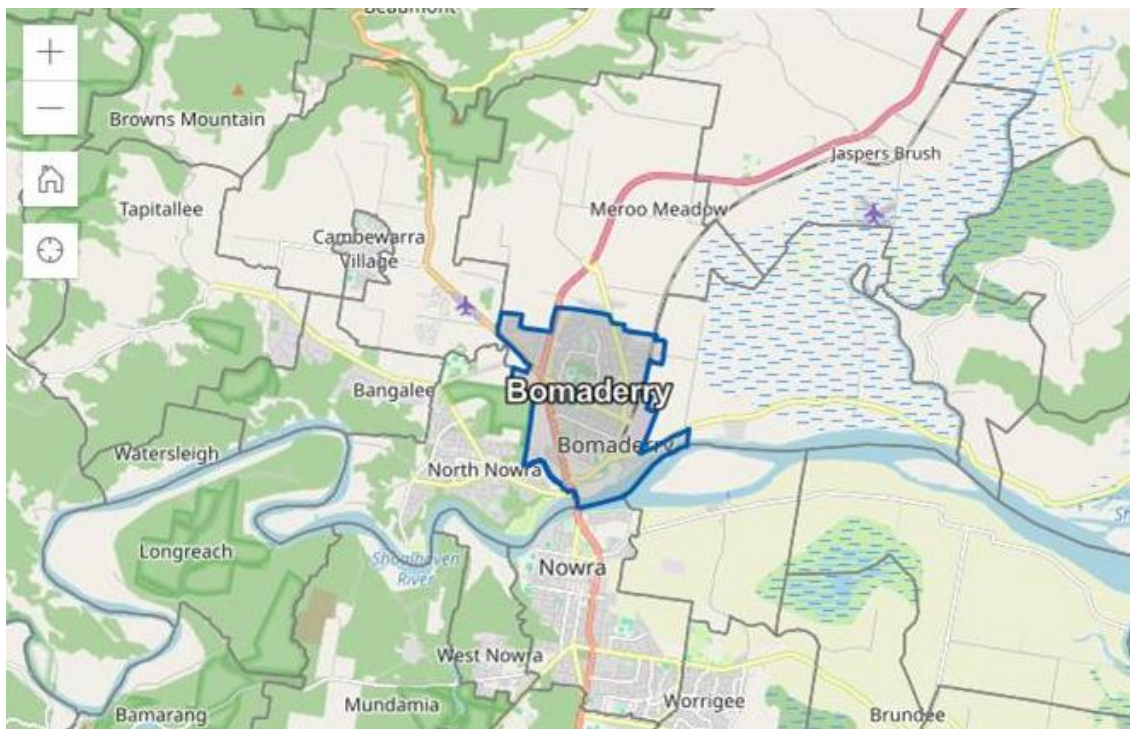 Beaumont
+
−
Browns Mountain
Jaspers Brush
Tapitallee
Meroo Meadow
Cambewarra
Village
Bangalee
Bomaderry
Bomaderry
Watersleigh
North Nowra
Longreach
Shoalhaven
River
Nowra
West Nowra
Mundamia
Worrigee
Bamarang
Brundee